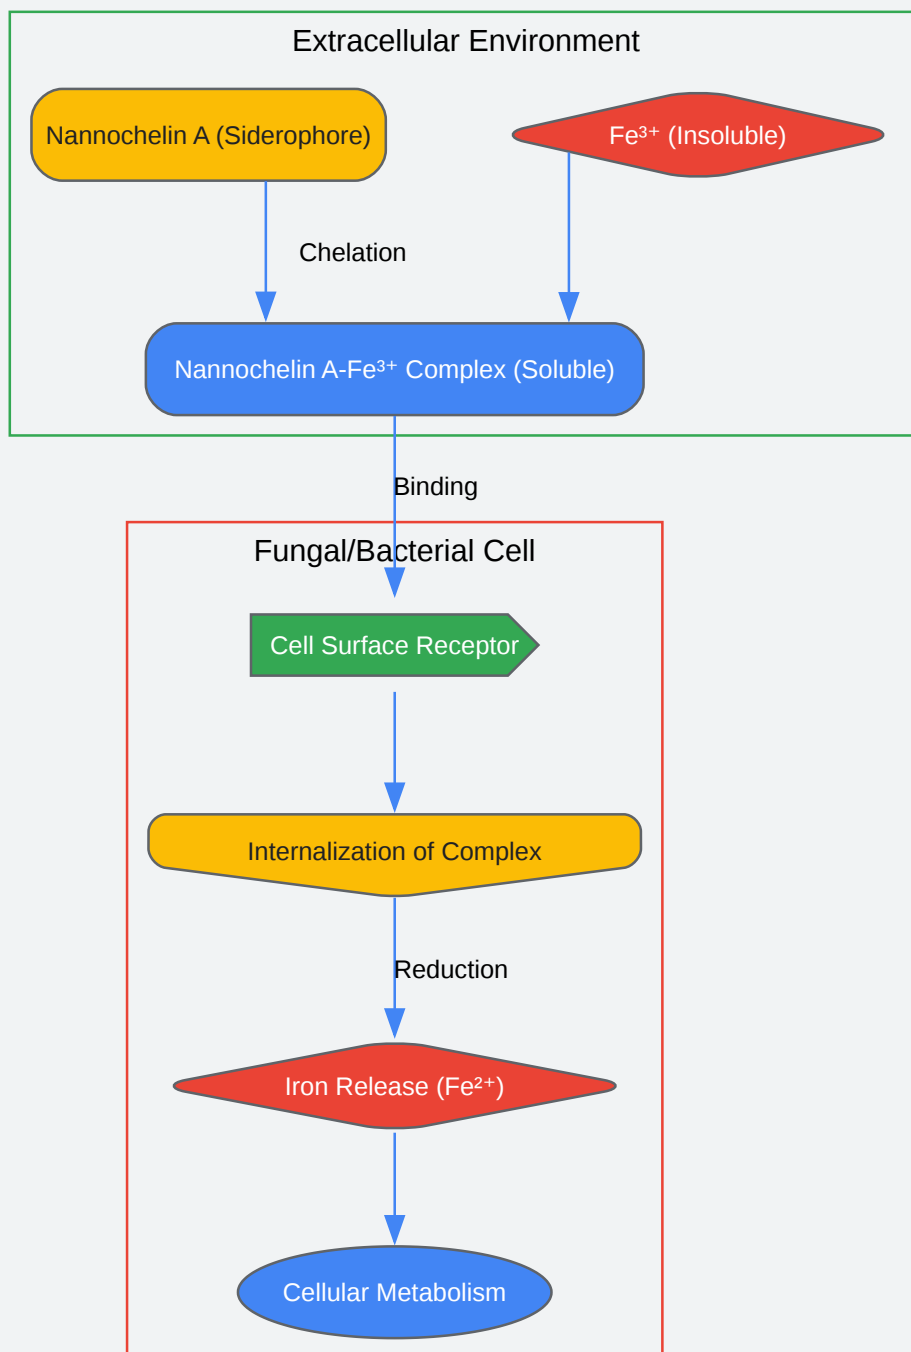 Extracellular Environment
Nannochelin A (Siderophore)
Fe³⁺ (Insoluble)
Chelation
Nannochelin A-Fe³⁺ Complex (Soluble)
Binding
Fungal/Bacterial Cell
Cell Surface Receptor
Internalization of Complex
Reduction
Iron Release (Fe²⁺)
Cellular Metabolism